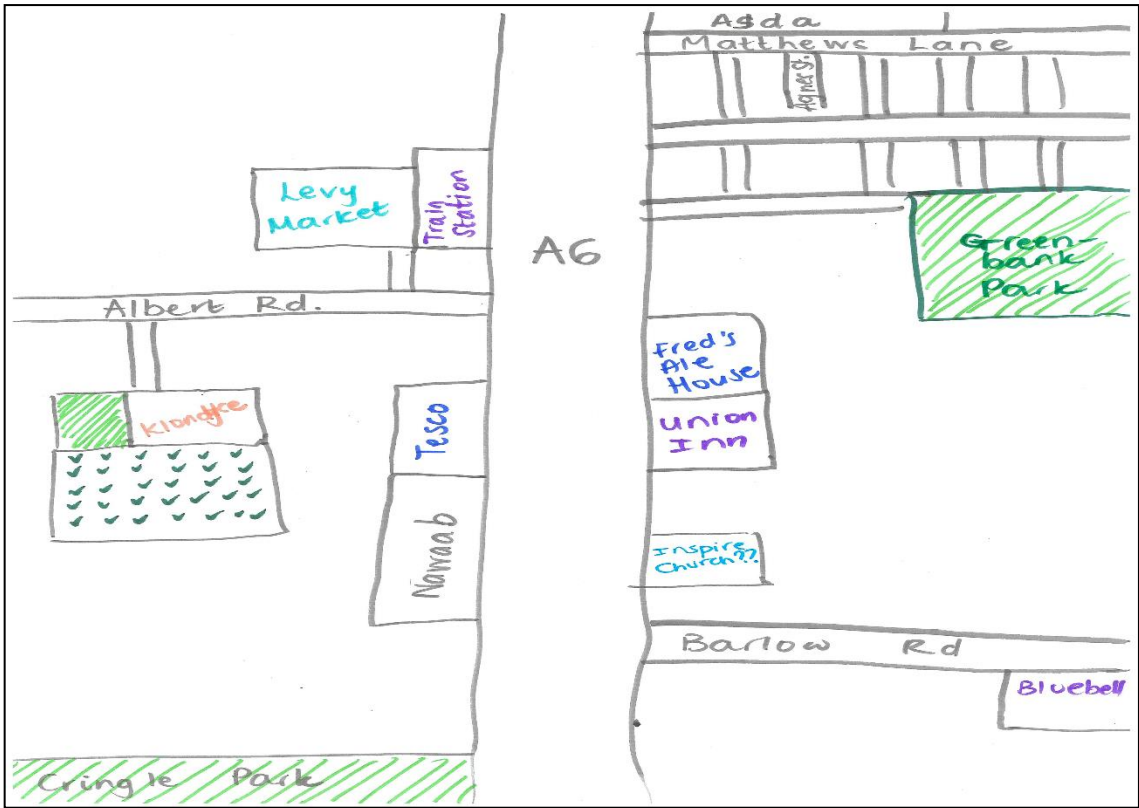 Asda
Matthews Lane
Agnes St.
Levy
Market
Train
Station
A6
Green-
bank
Park
Albert Rd.
Fred's
Ale
House
Klondyke
Tesco
Union
Inn
Nawaab
Inspire
Church??
Barlow Rd
Bluebell
Cringle Park